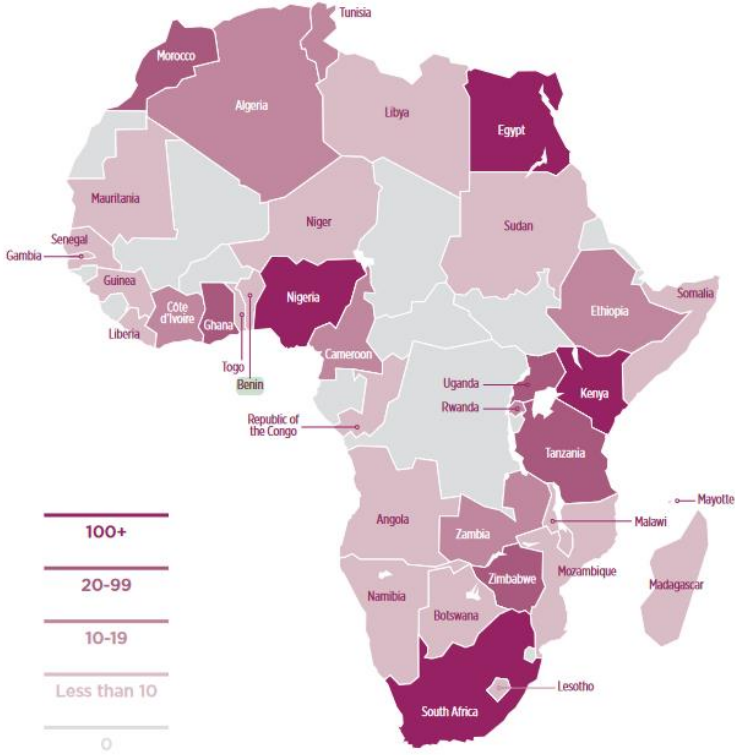 Tunisia
Morocco
Algeria
Libya
Egypt
Mauritania
Niger
Sudan
Senegal
Gambia
Guinea
Côte
d'Ivoire
Ghana
Nigeria
Ethiopia
Somalia
Liberia
Togo
Benin
Cameroon
Uganda
Kenya
Rwanda
Republic of
the Congo
Tanzania
Mayotte
Malawi
Angola
Zambia
Mozambique
Madagascar
Zimbabwe
Namibia
Botswana
Lesotho
South Africa
100+
20-99
10-19
Less than 10
0